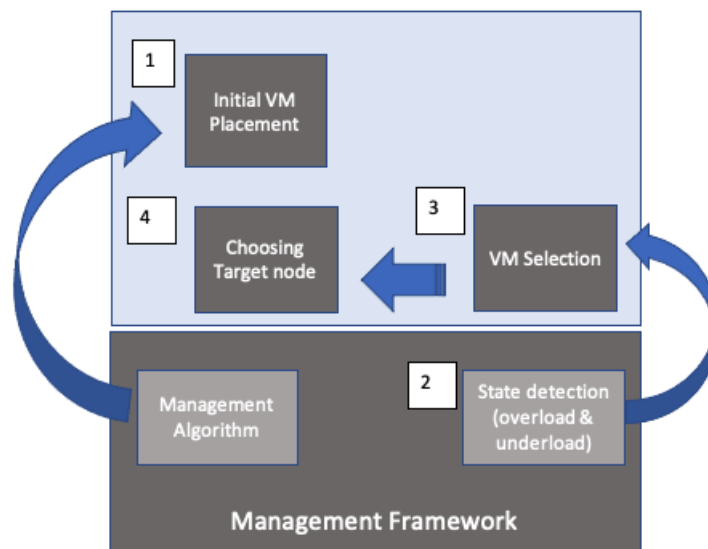 1
Initial VM
Placement
4
Choosing
Target node
3
VM Selection
Management
Algorithm
2
State detection
(overload &
underload)
Management Framework